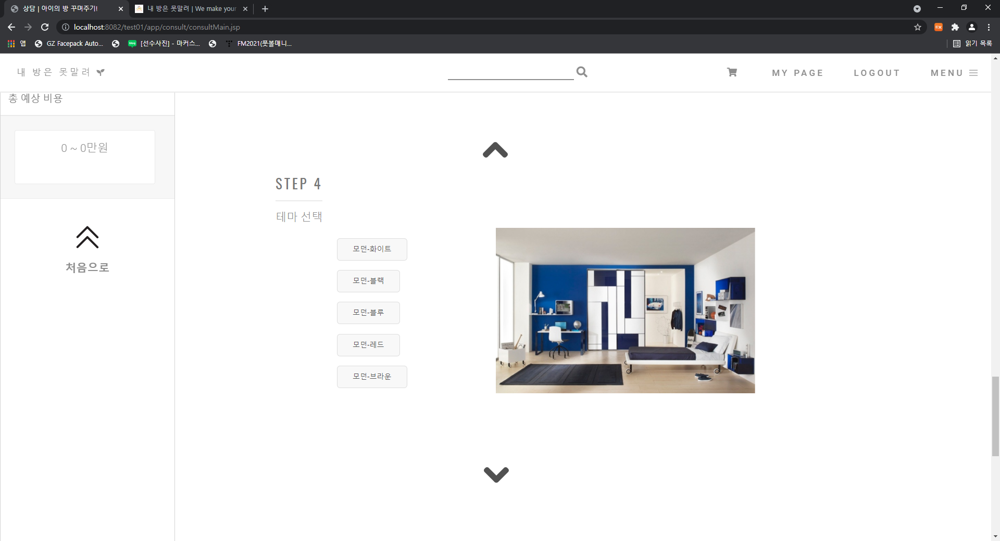 상담 | 아이의 방 꾸며주기!
내 방은 못말려 | We make your
localhost:8082/test01/app/consult/consultMain.jsp
앱
GZ Facepack Auto...
[선수사진] - 마커스...
FM2021(풋볼매니...
읽기 목록
내 방은 못말려
MY PAGE
LOGOUT
MENU
총 예상 비용
0 ~ 0만원
처음으로
STEP 4
테마 선택
모던-화이트
모던-블랙
모던-블루
모던-레드
모던-브라운